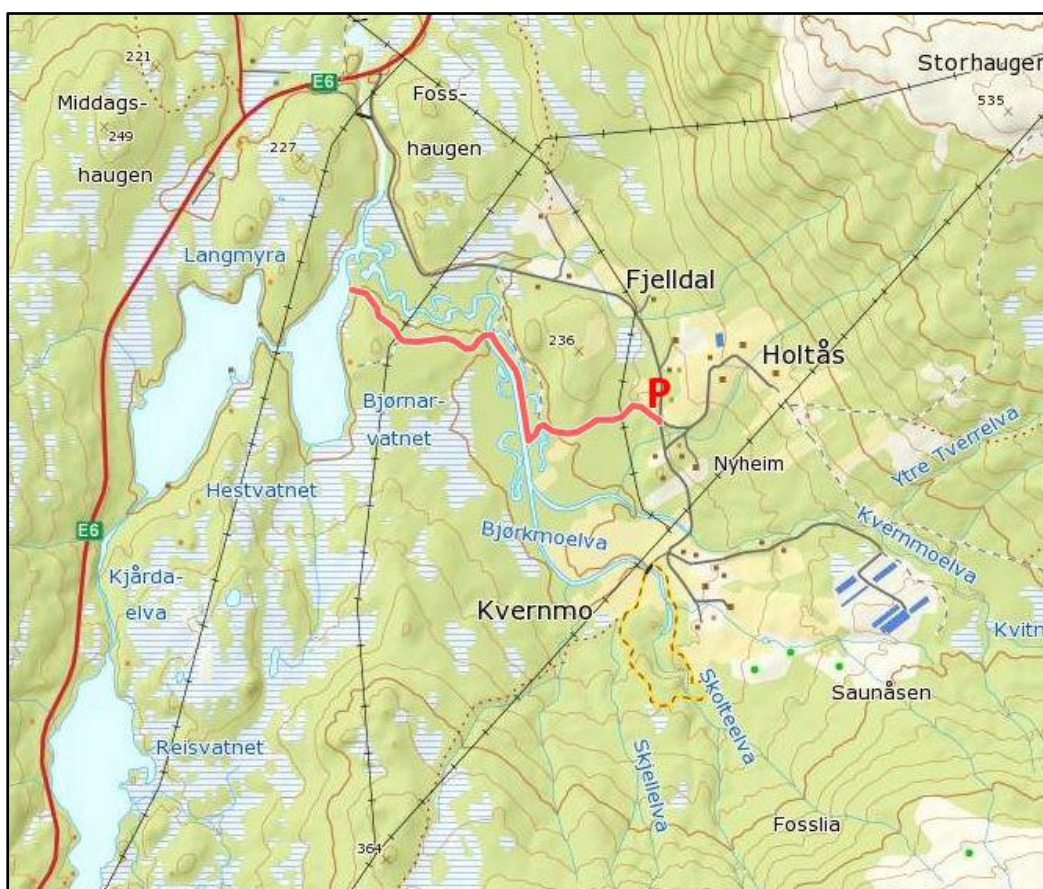 Storhaugen
221
E6
535
Middags-
Foss-
249
haugen
227
haugen
Langmyra
Fjelldal
236
Holtås
P
Bjørnar-
vatnet
Nyheim
Ytre Tverrelva
Hestvatnet
E6
Bjørkmoelva
Kvernmoelva
Kjårda-
elva
Kvernmo
Kvitn
Skolteelva
Saunåsen
Reisvatnet
Skjellelva
Fosslia
364